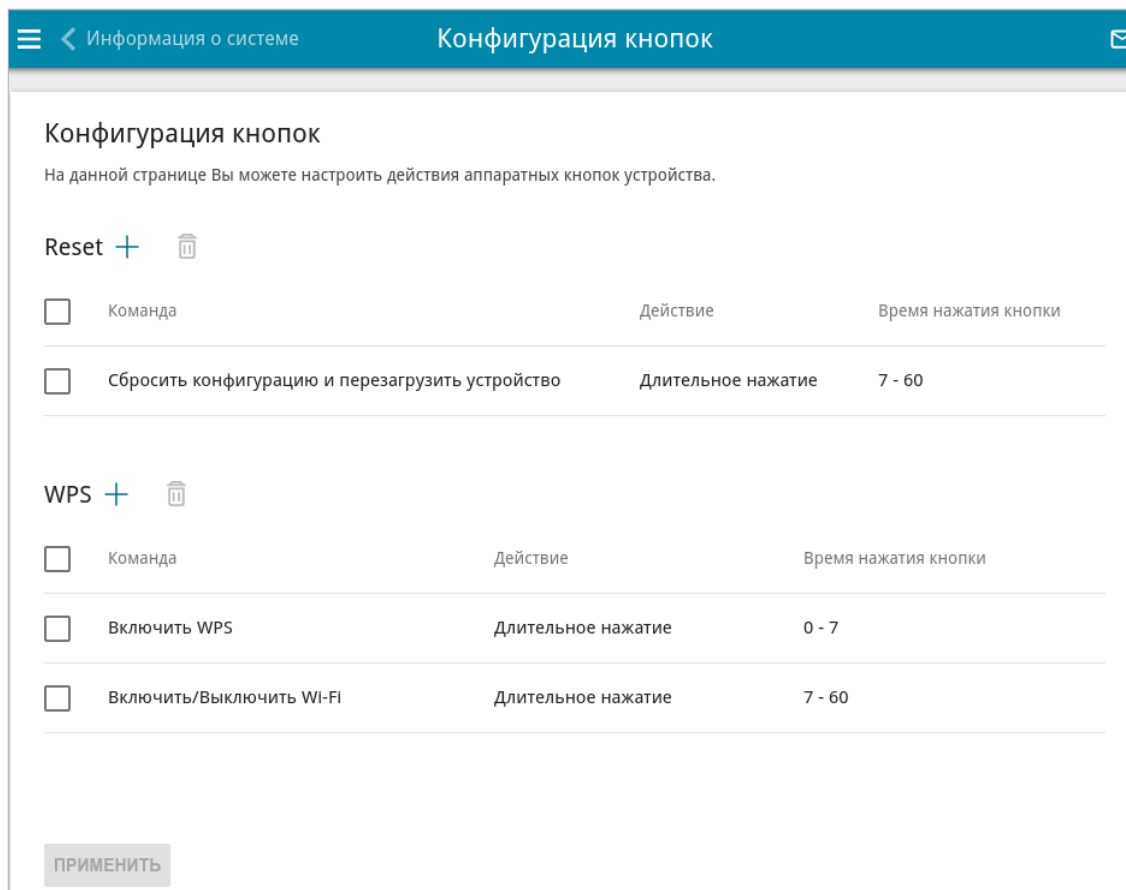 Информация о системе Конфигурация кнопок
Конфигурация кнопок
На данной странице Вы можете настроить действия аппаратных кнопок устройства.
Reset
Команда Действие Время нажатия кнопки
Сбросить конфигурацию и перезагрузить устройство Длительное нажатие 7 - 60
WPS
Команда Действие Время нажатия кнопки
Включить WPS Длительное нажатие 0 - 7
Включить/Выключить Wi-Fi Длительное нажатие 7 - 60
ПРИМЕНИТЬ